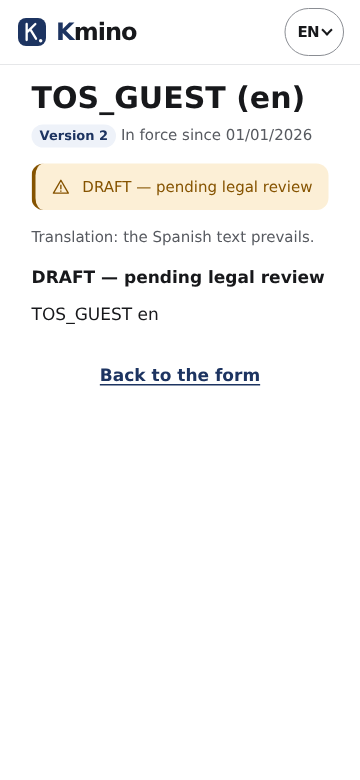 K. Kmino
EN
TOS_GUEST (en)
Version 2 In force since 01/01/2026
DRAFT — pending legal review
Translation: the Spanish text prevails.
DRAFT — pending legal review
TOS_GUEST en
Back to the form